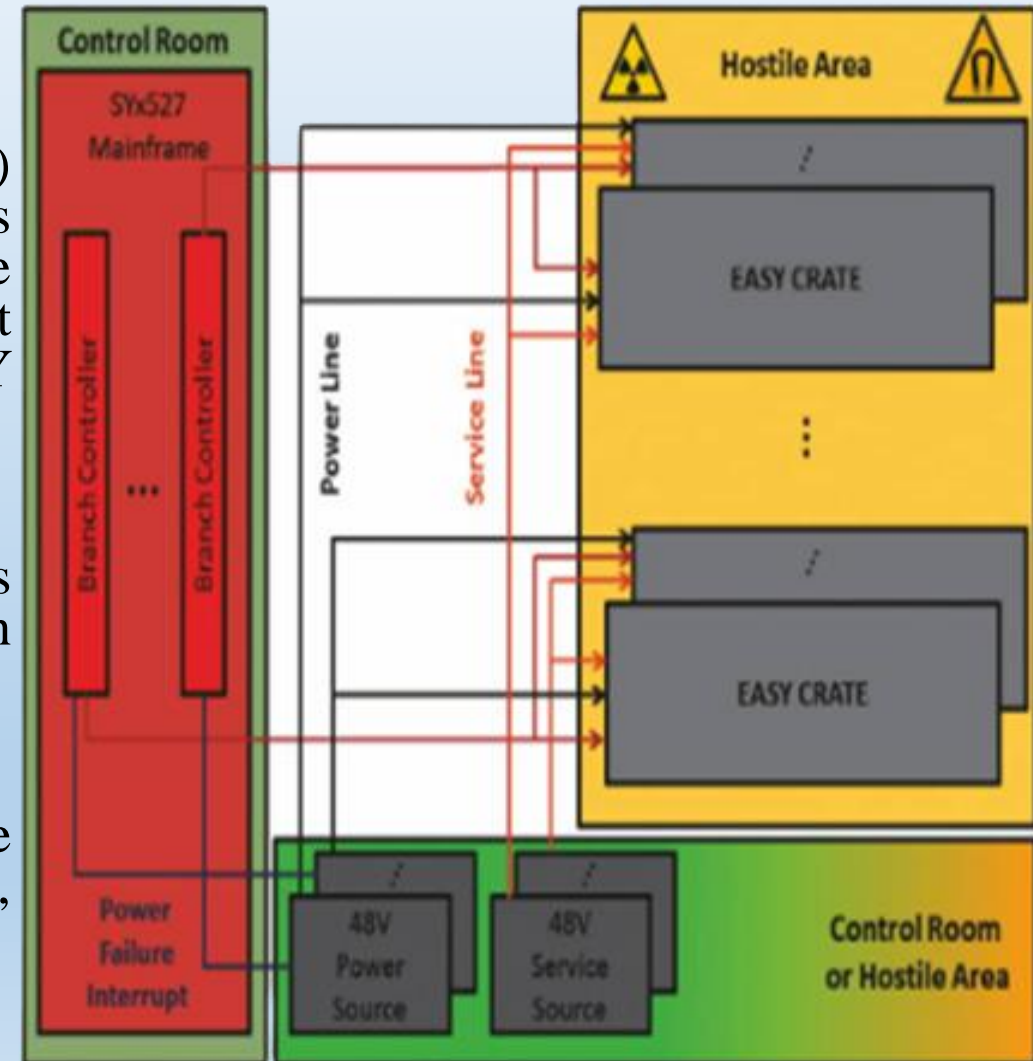 )
s
e
t
Y
s
n
e
,
Control Room
SYx527
Mainframe
Branch Controller
...
Branch Controller
Power
Failure
Interrupt
Power Line
Service Line
Hostile Area
EASY CRATE
...
EASY CRATE
48V
Power
Source
48V
Service
Source
Control Room
or Hostile Area